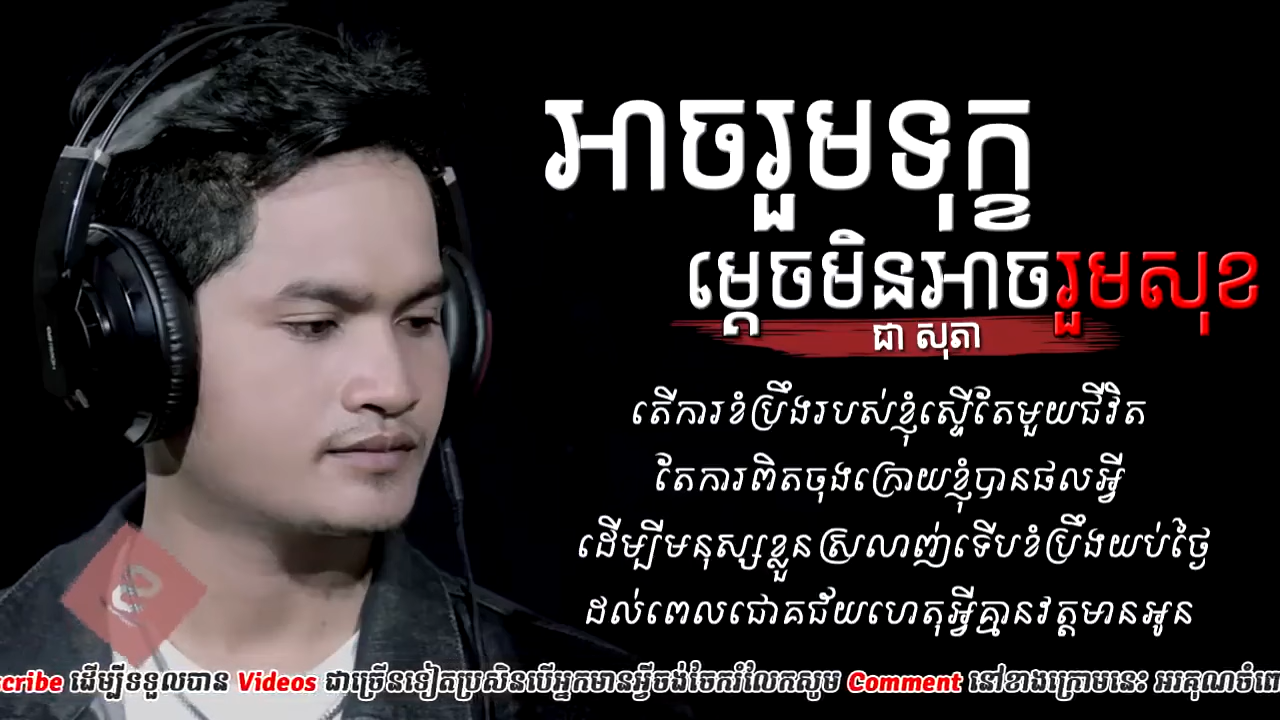 អាចរួមទុក្ខ
ម្ដេចមិនអាចរួមសុខ
ជា សុតា
តើការខំប្រឹងរបស់ខ្ញុំស្ទើតែមួយជីវិត
តែការពិតចុងក្រោយខ្ញុំបានផលអ្វី
ដើម្បីមនុស្សខ្លួនស្រលាញ់ទើបខំប្រឹងយប់ថ្ងៃ
ដល់ពេលជោគជ័យហេតុអ្វីគ្មានវត្តមានអូន
cribe ដើម្បីទទួលបាន Videos ជាច្រើនទៀតប្រសិនបើអ្នកមានអ្វីចង់ចែករំលែកសូម Comment នៅខាងក្រោមនេះ អរគុណចំពេ